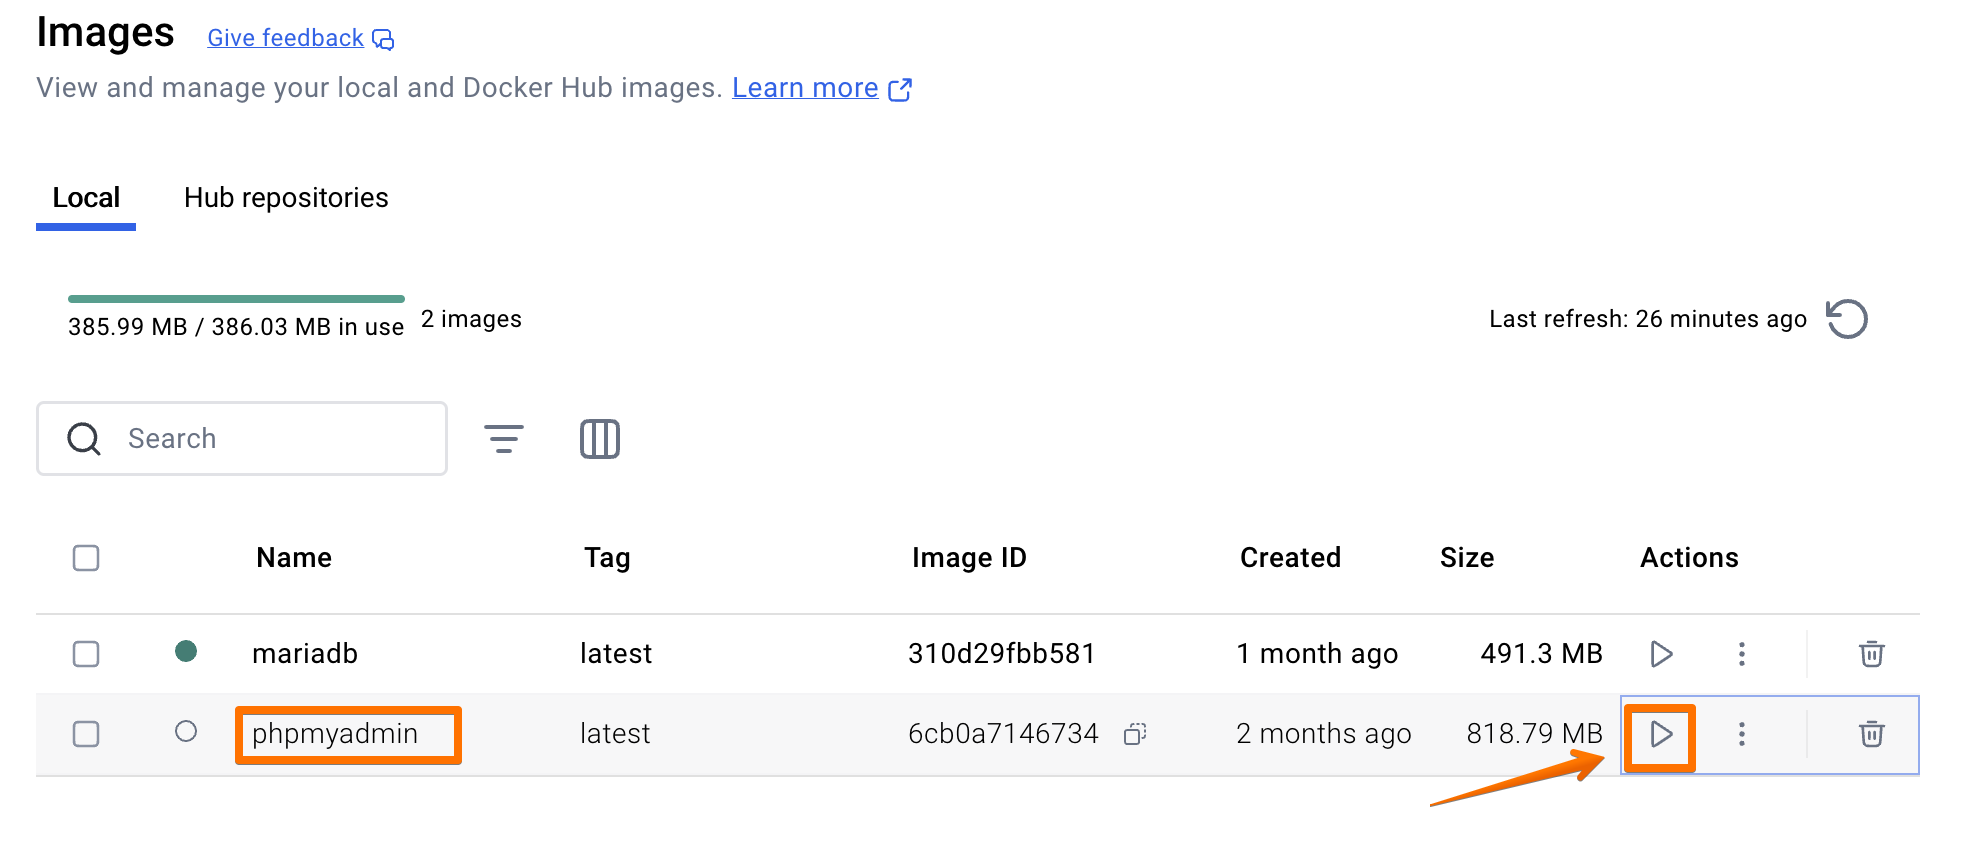 Images Give feedback
View and manage your local and Docker Hub images. Learn more
Local Hub repositories
385.99 MB / 386.03 MB in use 2 images Last refresh: 26 minutes ago
Search
Name Tag Image ID Created Size Actions
mariadb latest 310d29fbb581 1 month ago 491.3 MB
phpmyadmin latest 6cb0a7146734 2 months ago 818.79 MB